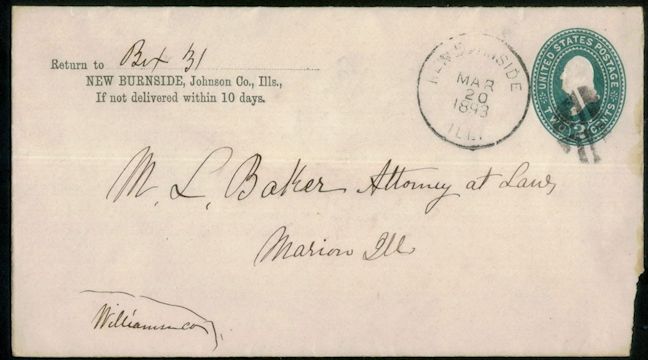 Return to Box 31
NEW BURNSIDE, Johnson Co., Ills.,
If not delivered within 10 days.
NEW BURNSIDE
MAR
20
1893
ILL.
UNITED STATES POSTAGE
TWO CENTS
2
M. L. Baker Attorney at Law,
Marion Ill
Williamson co